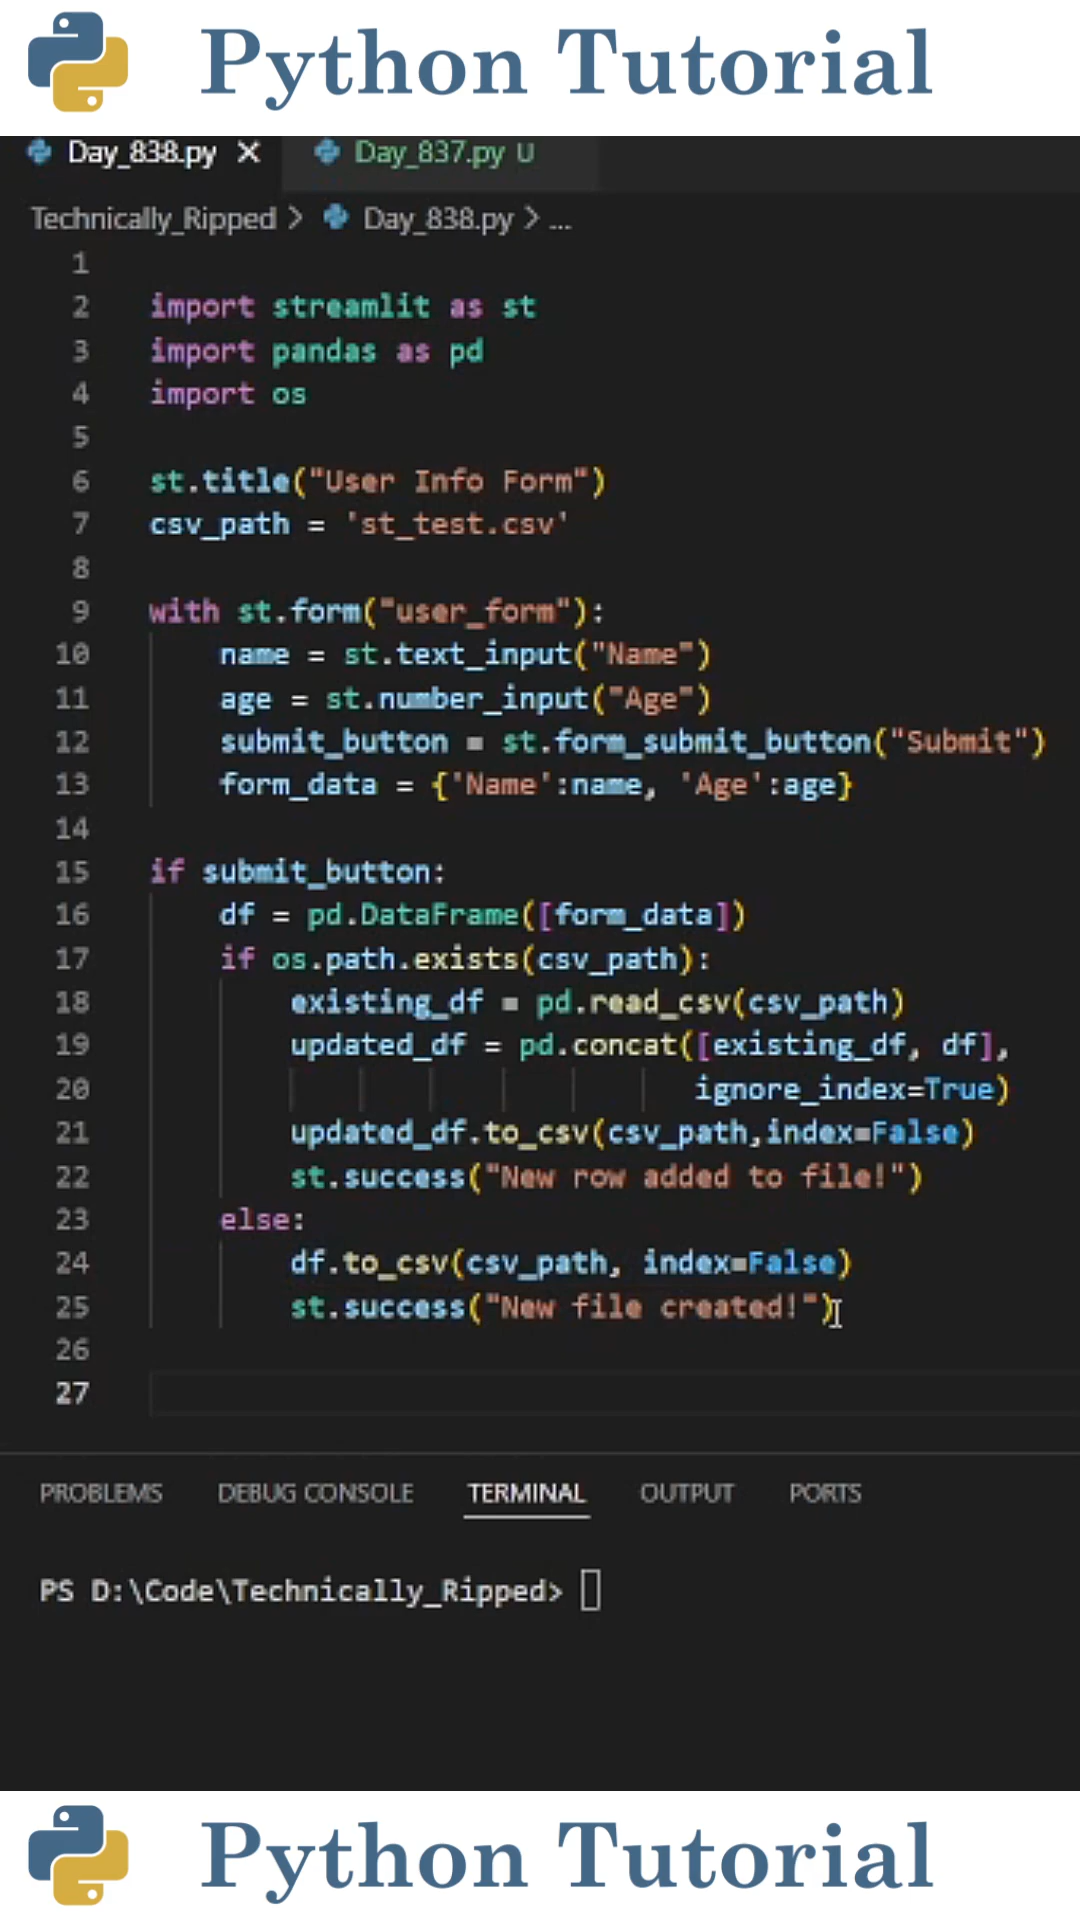 Python Tutorial
Day_838.py × Day_837.py U
Technically_Ripped > Day_838.py > ...
1
2 import streamlit as st
3 import pandas as pd
4 import os
5
6 st.title("User Info Form")
7 csv_path = 'st_test.csv'
8
9 with st.form("user_form"):
10 name = st.text_input("Name")
11 age = st.number_input("Age")
12 submit_button = st.form_submit_button("Submit")
13 form_data = {'Name':name, 'Age':age}
14
15 if submit_button:
16 df = pd.DataFrame([form_data])
17 if os.path.exists(csv_path):
18 existing_df = pd.read_csv(csv_path)
19 updated_df = pd.concat([existing_df, df],
20 ignore_index=True)
21 updated_df.to_csv(csv_path,index=False)
22 st.success("New row added to file!")
23 else:
24 df.to_csv(csv_path, index=False)
25 st.success("New file created!")
26
27
PROBLEMS DEBUG CONSOLE TERMINAL OUTPUT PORTS
PS D:\Code\Technically_Ripped>
Python Tutorial